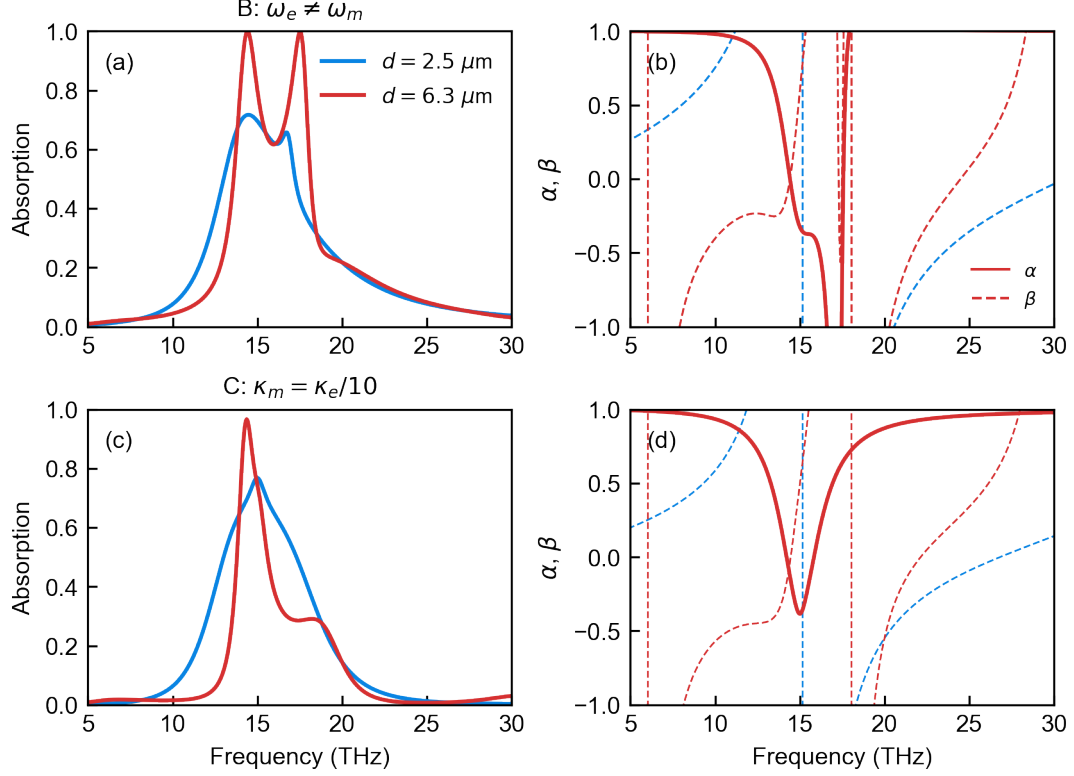 B: ωₑ ≠ ωₘ
(a)
d = 2.5 μm
d = 6.3 μm
Absorption
1.0
0.8
0.6
0.4
0.2
0.0
5 10 15 20 25 30
(b)
α, β
1.0
0.5
0.0
−0.5
−1.0
α
β
5 10 15 20 25 30
C: κₘ = κₑ/10
(c)
Absorption
1.0
0.8
0.6
0.4
0.2
0.0
5 10 15 20 25 30
Frequency (THz)
(d)
α, β
1.0
0.5
0.0
−0.5
−1.0
5 10 15 20 25 30
Frequency (THz)